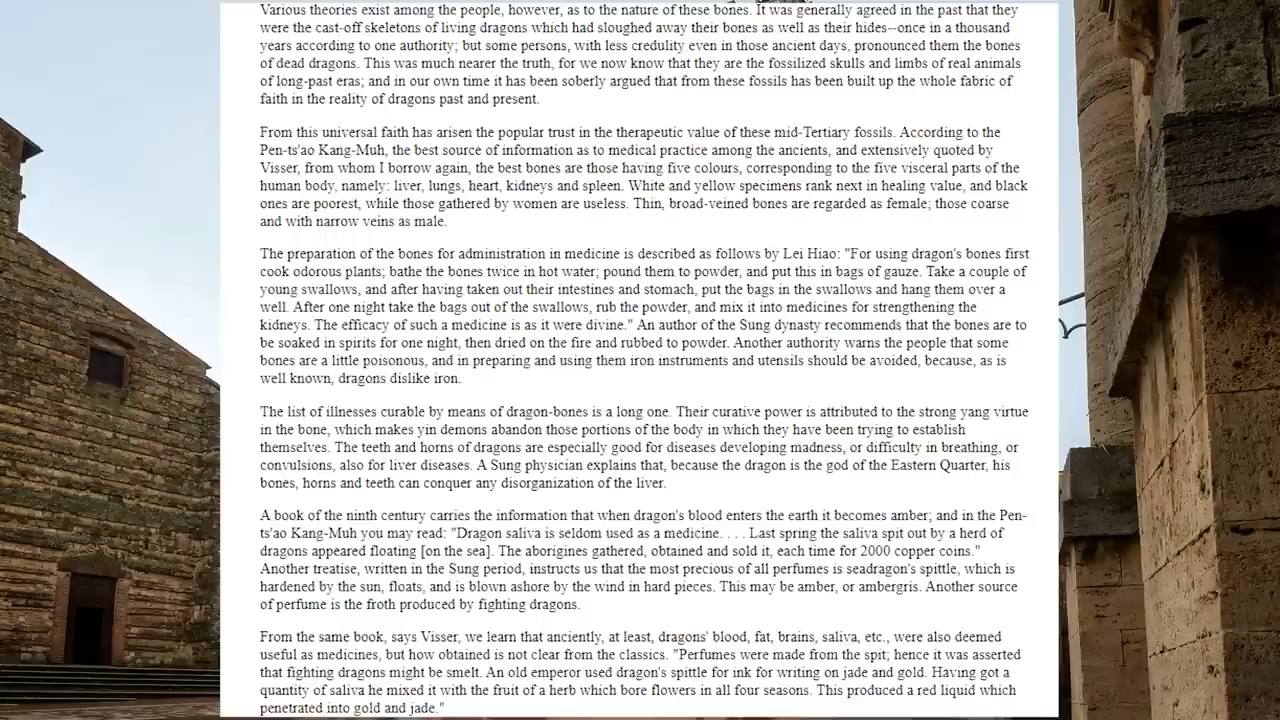 Various theories exist among the people, however, as to the nature of these bones. It was generally agreed in the past that they
were the cast-off skeletons of living dragons which had sloughed away their bones as well as their hides--once in a thousand
years according to one authority; but some persons, with less credulity even in those ancient days, pronounced them the bones
of dead dragons. This was much nearer the truth, for we now know that they are the fossilized skulls and limbs of real animals
of long-past eras; and in our own time it has been soberly argued that from these fossils has been built up the whole fabric of
faith in the reality of dragons past and present.
From this universal faith has arisen the popular trust in the therapeutic value of these mid-Tertiary fossils. According to the
Pen-ts'ao Kang-Muh, the best source of information as to medical practice among the ancients, and extensively quoted by
Visser, from whom I borrow again, the best bones are those having five colours, corresponding to the five visceral parts of the
human body, namely: liver, lungs, heart, kidneys and spleen. White and yellow specimens rank next in healing value, and black
ones are poorest, while those gathered by women are useless. Thin, broad-veined bones are regarded as female; those coarse
and with narrow veins as male.
The preparation of the bones for administration in medicine is described as follows by Lei Hiao: "For using dragon's bones first
cook odorous plants; bathe the bones twice in hot water; pound them to powder, and put this in bags of gauze. Take a couple of
young swallows, and after having taken out their intestines and stomach, put the bags in the swallows and hang them over a
well. After one night take the bags out of the swallows, rub the powder, and mix it into medicines for strengthening the
kidneys. The efficacy of such a medicine is as it were divine." An author of the Sung dynasty recommends that the bones are to
be soaked in spirits for one night, then dried on the fire and rubbed to powder. Another authority warns the people that some
bones are a little poisonous, and in preparing and using them iron instruments and utensils should be avoided, because, as is
well known, dragons dislike iron.
The list of illnesses curable by means of dragon-bones is a long one. Their curative power is attributed to the strong yang virtue
in the bone, which makes yin demons abandon those portions of the body in which they have been trying to establish
themselves. The teeth and horns of dragons are especially good for diseases developing madness, or difficulty in breathing, or
convulsions, also for liver diseases. A Sung physician explains that, because the dragon is the god of the Eastern Quarter, his
bones, horns and teeth can conquer any disorganization of the liver.
A book of the ninth century carries the information that when dragon's blood enters the earth it becomes amber; and in the Pen-
ts'ao Kang-Muh you may read: "Dragon saliva is seldom used as a medicine. . . . Last spring the saliva spit out by a herd of
dragons appeared floating [on the sea]. The aborigines gathered, obtained and sold it, each time for 2000 copper coins."
Another treatise, written in the Sung period, instructs us that the most precious of all perfumes is seadragon's spittle, which is
hardened by the sun, floats, and is blown ashore by the wind in hard pieces. This may be amber, or ambergris. Another source
of perfume is the froth produced by fighting dragons.
From the same book, says Visser, we learn that anciently, at least, dragons' blood, fat, brains, saliva, etc., were also deemed
useful as medicines, but how obtained is not clear from the classics. "Perfumes were made from the spit; hence it was asserted
that fighting dragons might be smelt. An old emperor used dragon's spittle for ink for writing on jade and gold. Having got a
quantity of saliva he mixed it with the fruit of a herb which bore flowers in all four seasons. This produced a red liquid which
penetrated into gold and jade."